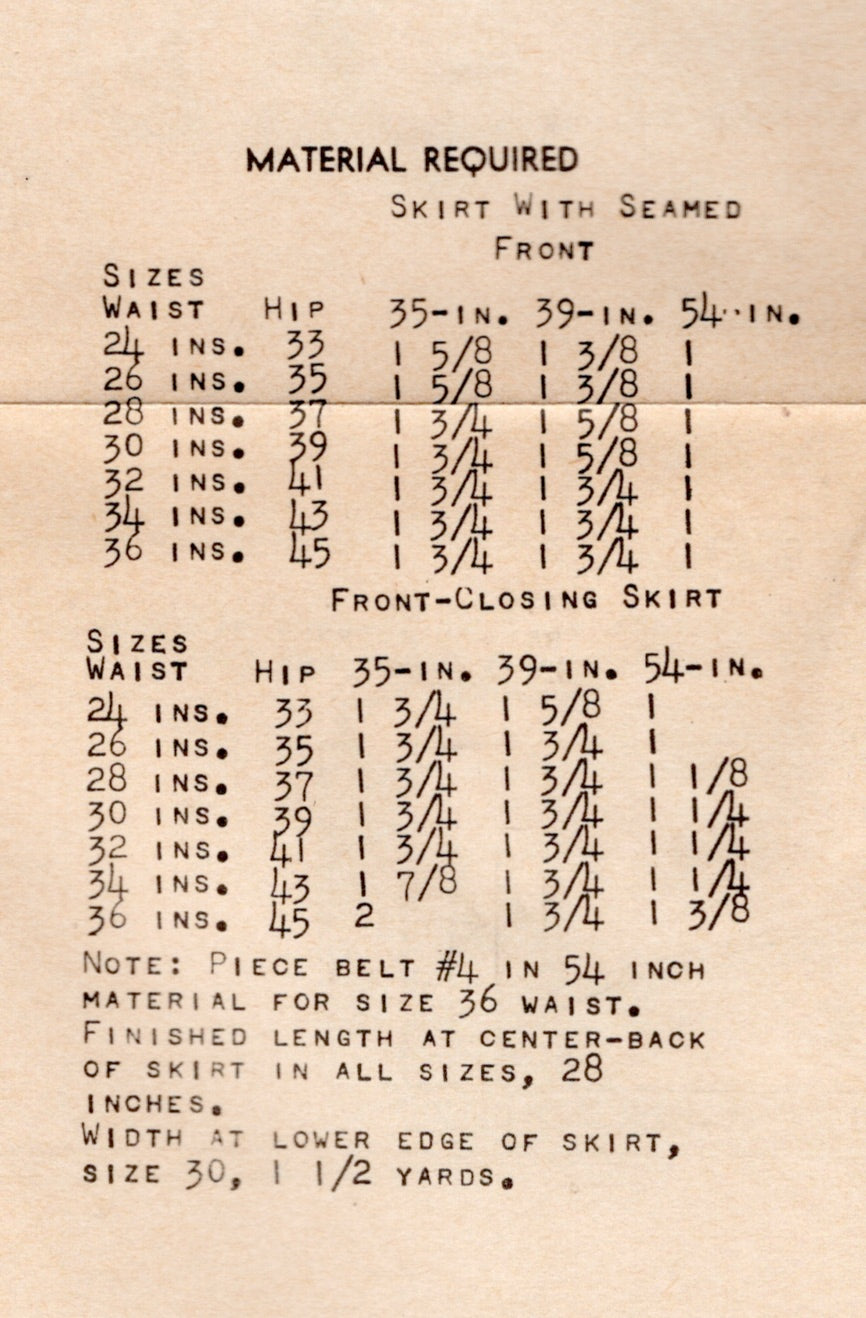 MATERIAL REQUIRED
SKIRT WITH SEAMED
FRONT
SIZES
WAIST HIP 35-IN. 39-IN. 54-IN.
24 INS. 33 1 5/8 1 3/8 1
26 INS. 35 1 5/8 1 3/8 1
28 INS. 37 1 3/4 1 5/8 1
30 INS. 39 1 3/4 1 5/8 1
32 INS. 41 1 3/4 1 3/4 1
34 INS. 43 1 3/4 1 3/4 1
36 INS. 45 1 3/4 1 3/4 1
FRONT-CLOSING SKIRT
SIZES
WAIST HIP 35-IN. 39-IN. 54-IN.
24 INS. 33 1 3/4 1 5/8 1
26 INS. 35 1 3/4 1 3/4 1
28 INS. 37 1 3/4 1 3/4 1 1/8
30 INS. 39 1 3/4 1 3/4 1 1/4
32 INS. 41 1 3/4 1 3/4 1 1/4
34 INS. 43 1 7/8 1 3/4 1 1/4
36 INS. 45 2 1 3/4 1 3/8
NOTE: PIECE BELT #4 IN 54 INCH
MATERIAL FOR SIZE 36 WAIST.
FINISHED LENGTH AT CENTER-BACK
OF SKIRT IN ALL SIZES, 28
INCHES.
WIDTH AT LOWER EDGE OF SKIRT,
SIZE 30, 1 1/2 YARDS.